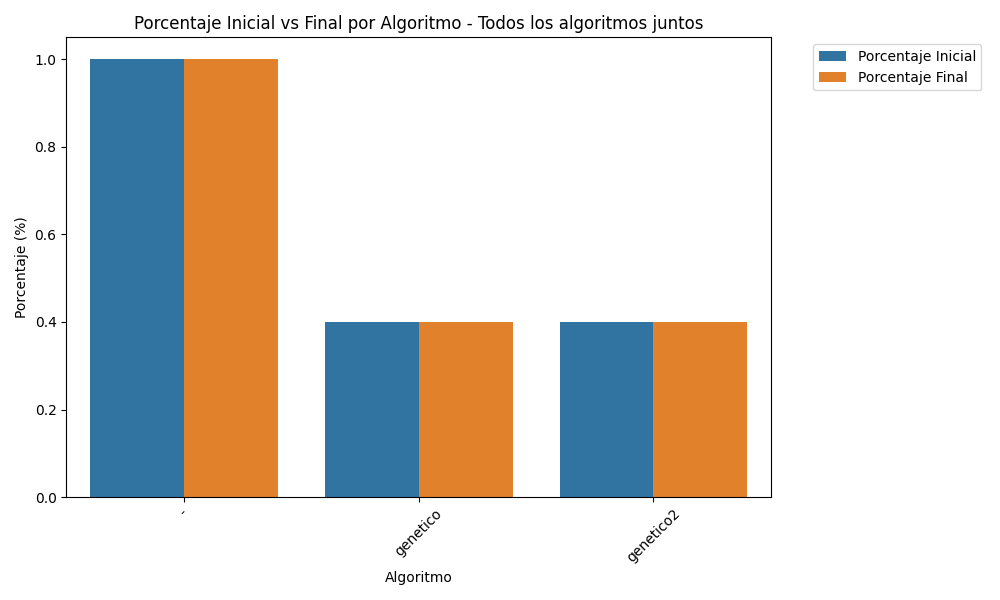 Porcentaje Inicial vs Final por Algoritmo - Todos los algoritmos juntos
Porcentaje Inicial
Porcentaje Final
Porcentaje (%)
1.0
0.8
0.6
0.4
0.2
0.0
-
genetico
genetico2
Algoritmo